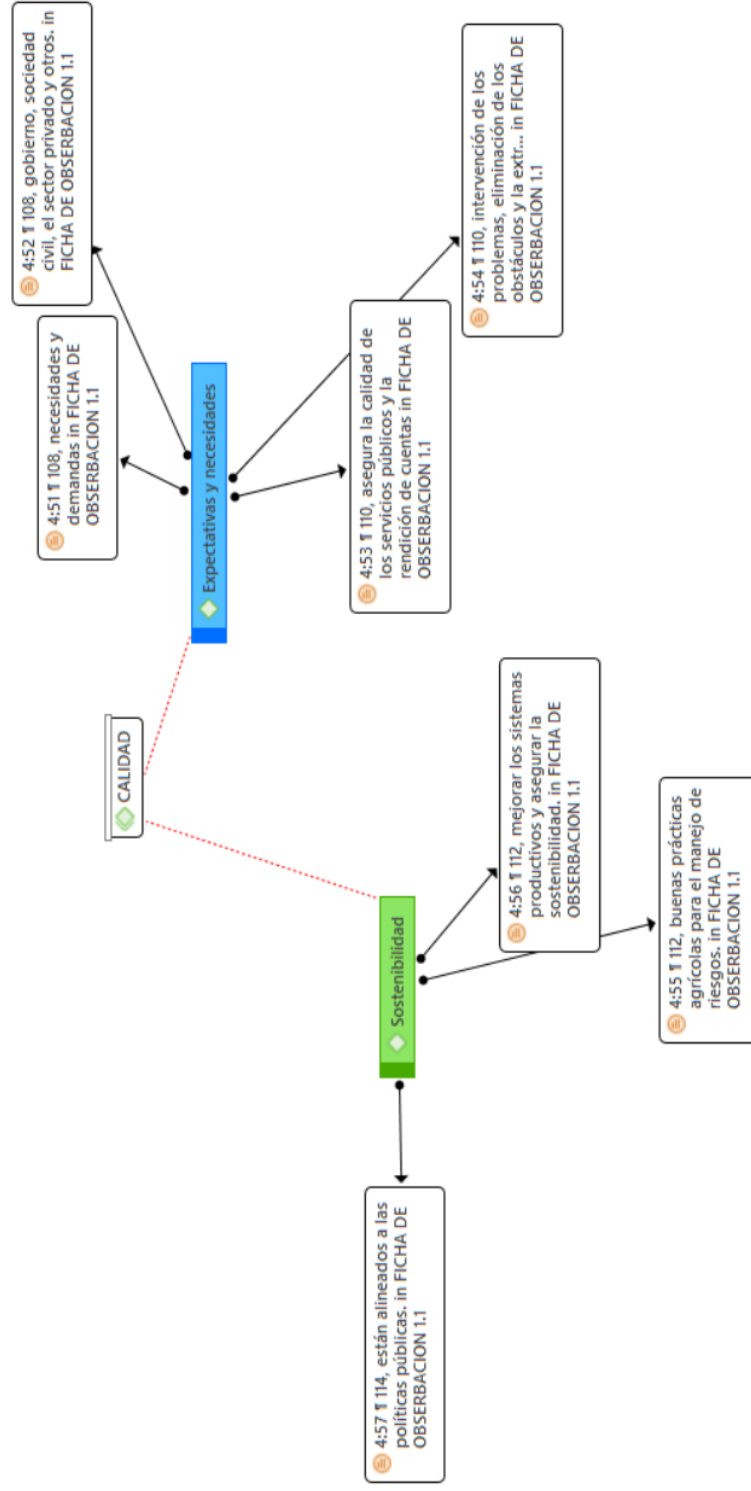 CALIDAD
Sostenibilidad
Expectativas y necesidades
4:57 ¶ 114, están alineados a las
políticas públicas. in FICHA DE
OBSERBACION 1.1
4:56 ¶ 112, mejorar los sistemas
productivos y asegurar la
sostenibilidad. in FICHA DE
OBSERBACION 1.1
4:55 ¶ 112, buenas prácticas
agrícolas para el manejo de
riesgos. in FICHA DE
OBSERBACION 1.1
4:51 ¶ 108, necesidades y
demandas in FICHA DE
OBSERBACION 1.1
4:52 ¶ 108, gobierno, sociedad
civil, el sector privado y otros. in
FICHA DE OBSERBACION 1.1
4:53 ¶ 110, asegura la calidad de
los servicios públicos y la
rendición de cuentas in FICHA DE
OBSERBACION 1.1
4:54 ¶ 110, intervención de los
problemas, eliminación de los
obstáculos y la extr... in FICHA DE
OBSERBACION 1.1